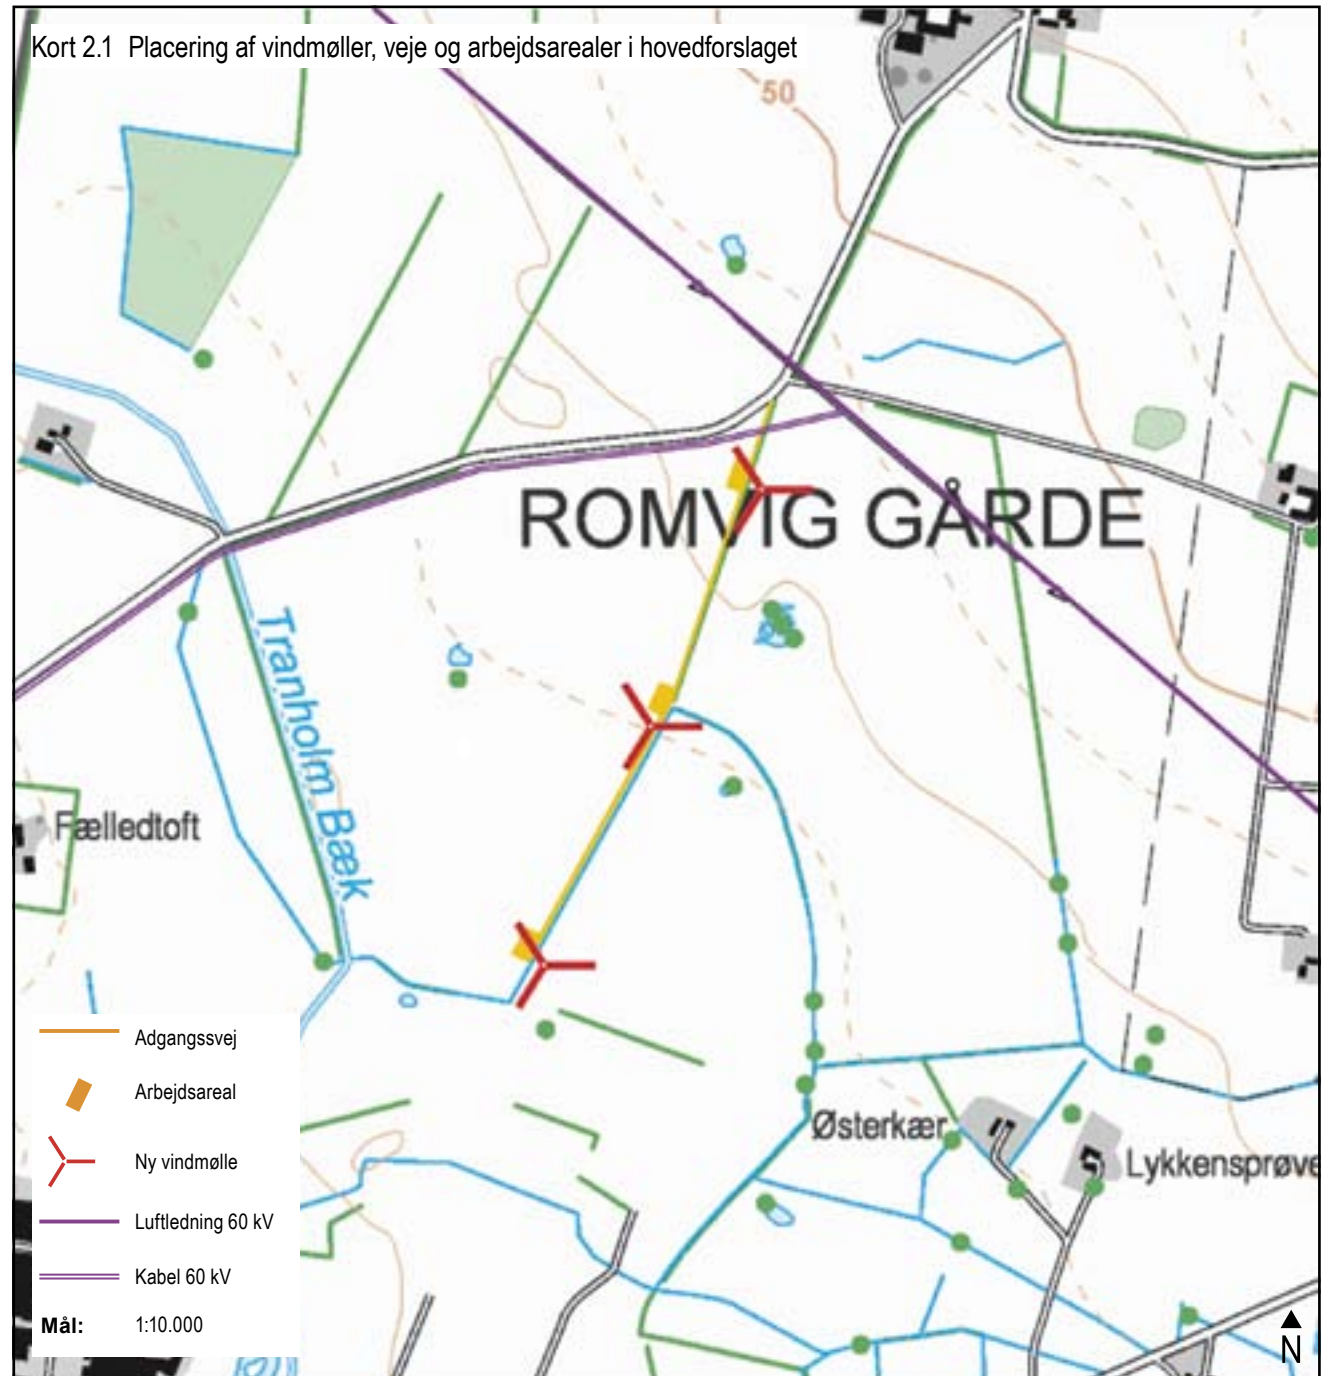 Kort 2.1 Placering af vindmøller, veje og arbejdsarealer i hovedforslaget
50
ROMVIG GÅRDE
Tranholm Bæk
Fælledtoft
Østerkær
Lykkensprøve
Adgangssvej
Arbejdsareal
Ny vindmølle
Luftledning 60 kV
Kabel 60 kV
Mål: 1:10.000
N